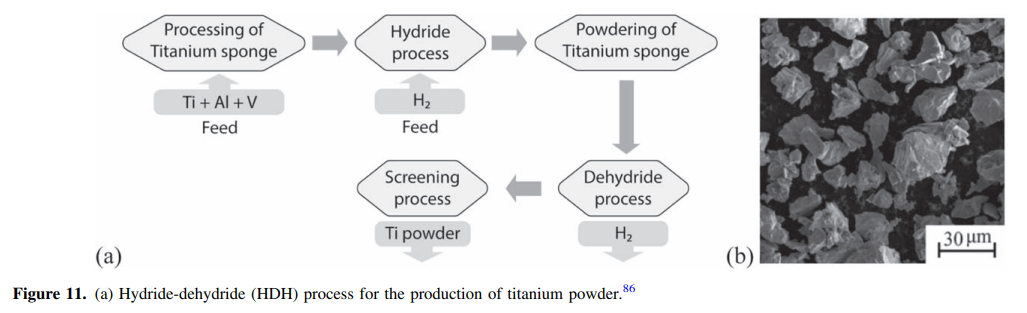 Processing of
Titanium sponge
Hydride
process
Powdering of
Titanium sponge
Ti + Al + V
Feed
H₂
Feed
Screening
process
Dehydride
process
Ti powder
H₂
(a)
(b)
30 μm
Figure 11. (a) Hydride-dehydride (HDH) process for the production of titanium powder.⁸⁶